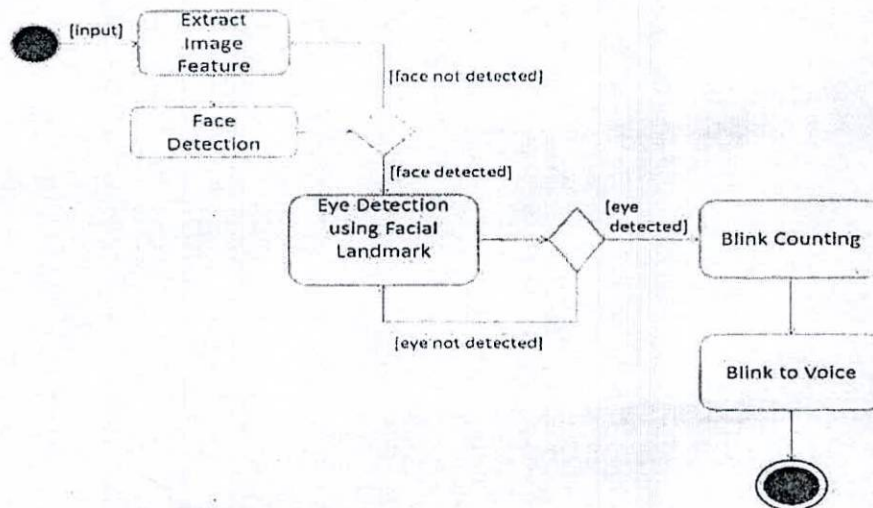 [input]
Extract
Image
Feature
[face not detected]
Face
Detection
[face detected]
Eye Detection
using Facial
Landmark
[eye
detected]
Blink Counting
[eye not detected]
Blink to Voice